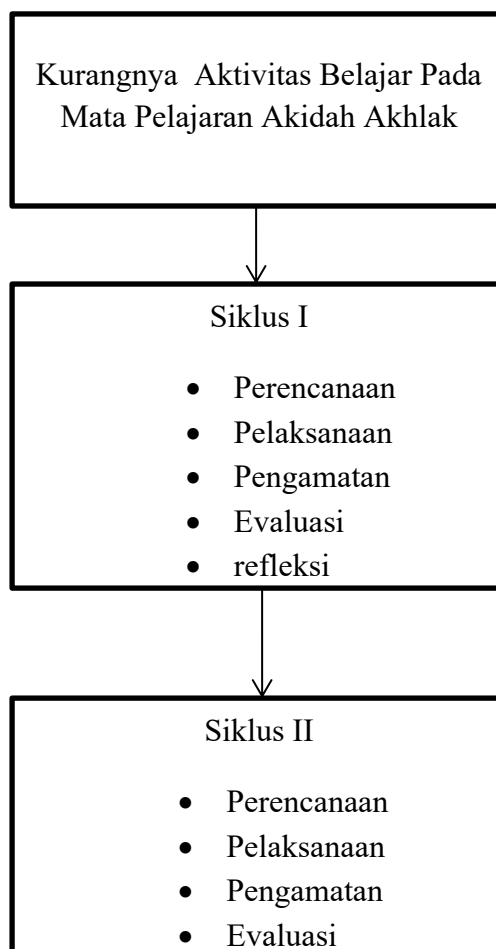 Kurangnya Aktivitas Belajar Pada
Mata Pelajaran Akidah Akhlak
Siklus I
• Perencanaan
• Pelaksanaan
• Pengamatan
• Evaluasi
• refleksi
Siklus II
• Perencanaan
• Pelaksanaan
• Pengamatan
• Evaluasi